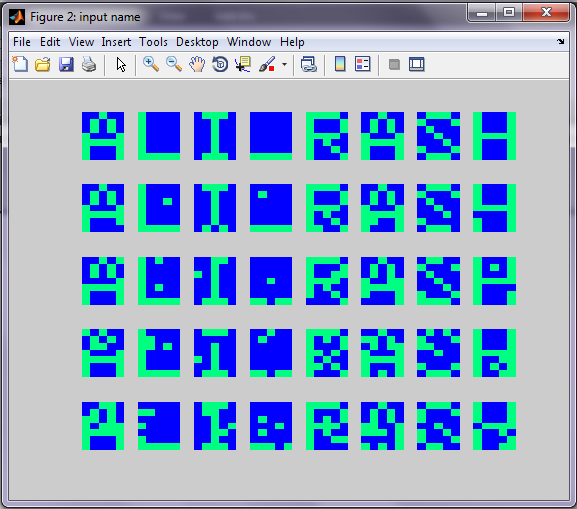 Figure 2: input name
File Edit View Insert Tools Desktop Window Help
A L I _ R A S H